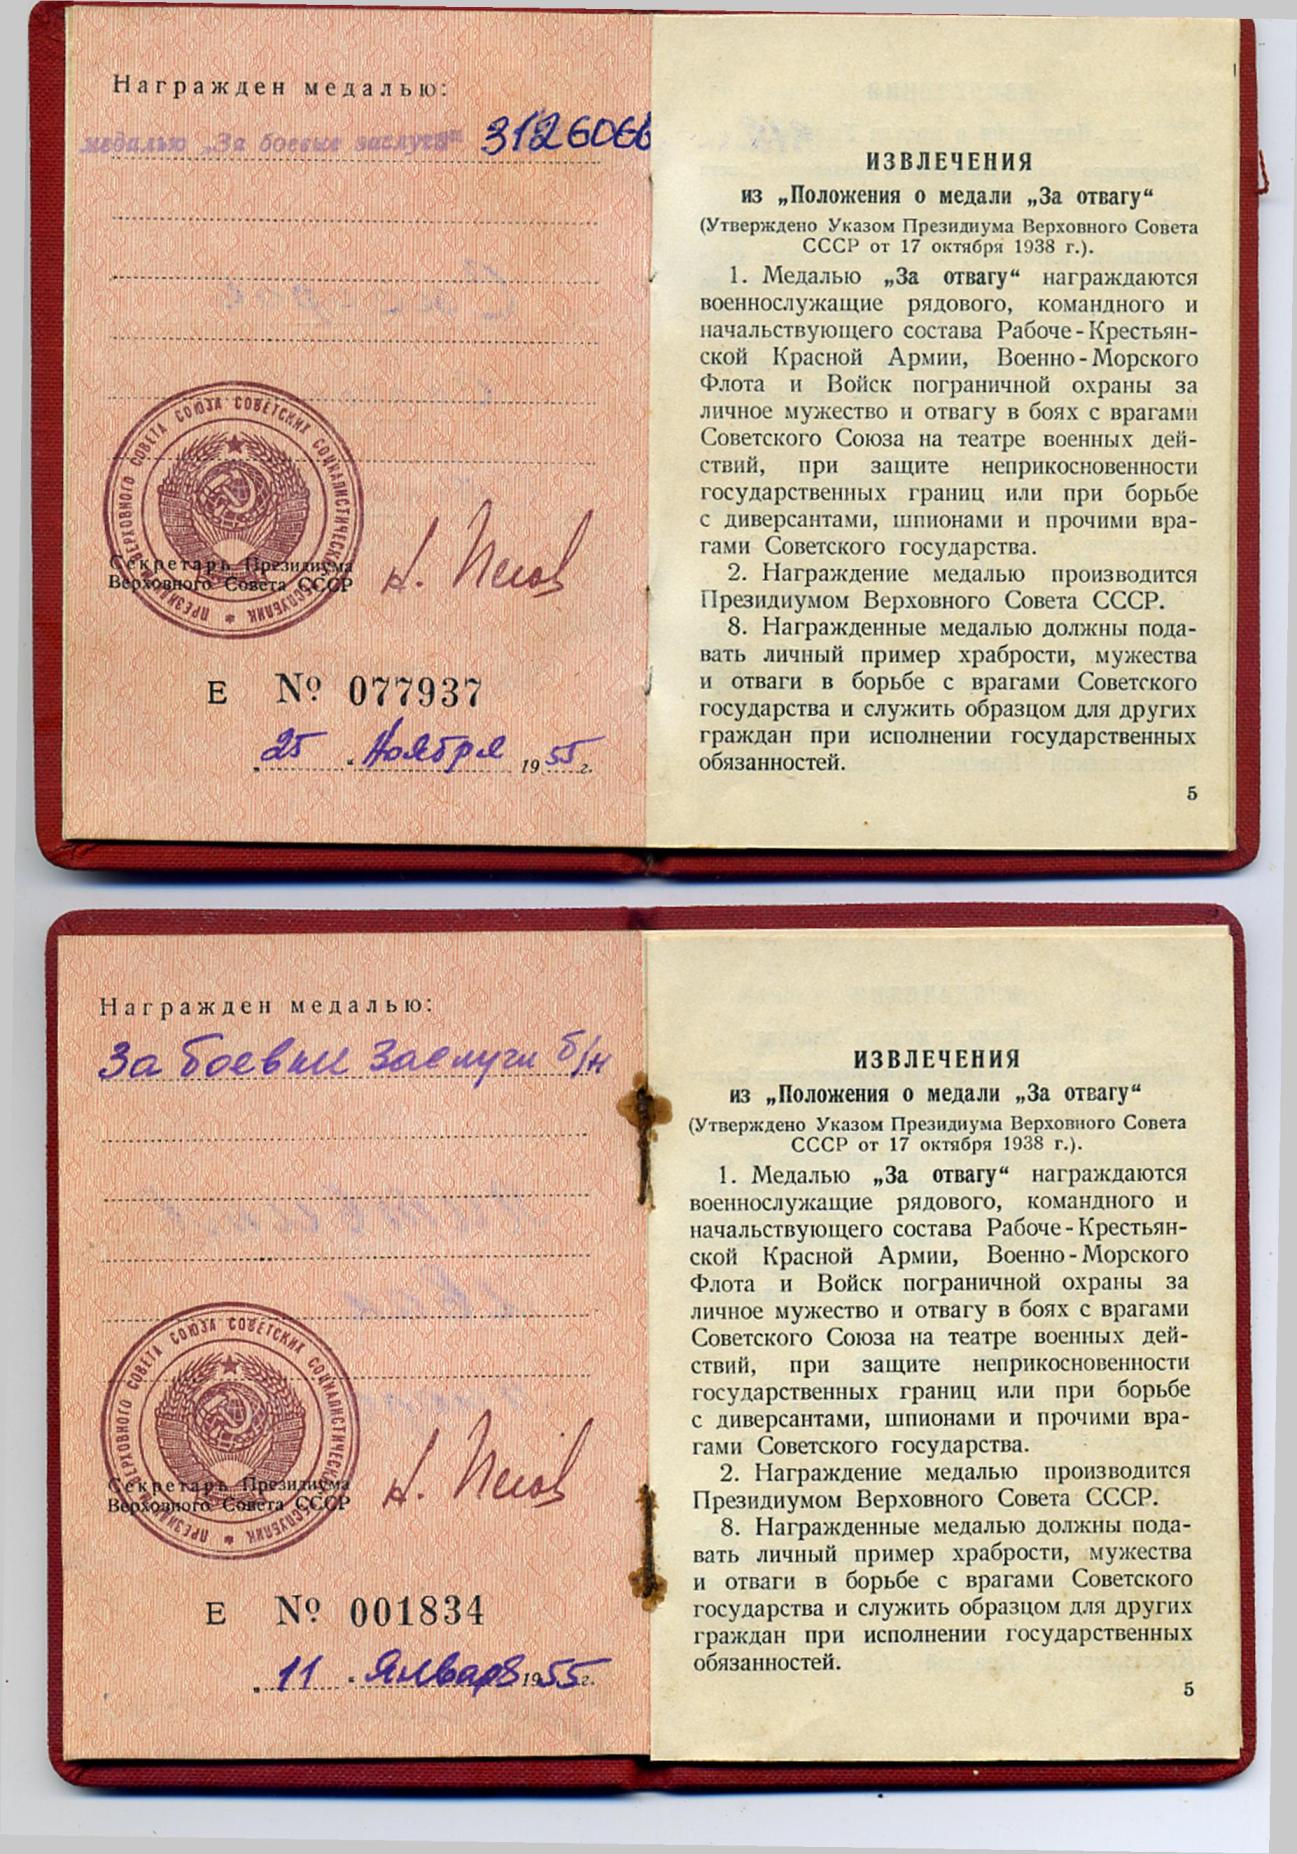 Награжден медалью:
медалью „За боевые заслуги“ 3126066
СОВЕТА СОЮЗА СОВЕТСКИХ
Секретарь Президиума
Верховного Совета СССР
Е № 077937
„25 “ Ноября 1955 г.
ИЗВЛЕЧЕНИЯ
из „Положения о медали „За отвагу“
(Утверждено Указом Президиума Верховного Совета
СССР от 17 октября 1938 г.).
1. Медалью „За отвагу“ награждаются
военнослужащие рядового, командного и
начальствующего состава Рабоче-Крестьян-
ской Красной Армии, Военно-Морского
Флота и Войск пограничной охраны за
личное мужество и отвагу в боях с врагами
Советского Союза на театре военных дей-
ствий, при защите неприкосновенности
государственных границ или при борьбе
с диверсантами, шпионами и прочими вра-
гами Советского государства.
2. Награждение медалью производится
Президиумом Верховного Совета СССР.
8. Награжденные медалью должны пода-
вать личный пример храбрости, мужества
и отваги в борьбе с врагами Советского
государства и служить образцом для других
граждан при исполнении государственных
обязанностей.
5
Награжден медалью:
За боевые заслуги б/н
СОВЕТА СОЮЗА СОВЕТСКИХ
Секретарь Президиума
Верховного Совета СССР
Е № 001834
„ 11 “ Января 1955 г.
ИЗВЛЕЧЕНИЯ
из „Положения о медали „За отвагу“
(Утверждено Указом Президиума Верховного Совета
СССР от 17 октября 1938 г.).
1. Медалью „За отвагу“ награждаются
военнослужащие рядового, командного и
начальствующего состава Рабоче-Крестьян-
ской Красной Армии, Военно-Морского
Флота и Войск пограничной охраны за
личное мужество и отвагу в боях с врагами
Советского Союза на театре военных дей-
ствий, при защите неприкосновенности
государственных границ или при борьбе
с диверсантами, шпионами и прочими вра-
гами Советского государства.
2. Награждение медалью производится
Президиумом Верховного Совета СССР.
8. Награжденные медалью должны пода-
вать личный пример храбрости, мужества
и отваги в борьбе с врагами Советского
государства и служить образцом для других
граждан при исполнении государственных
обязанностей.
5